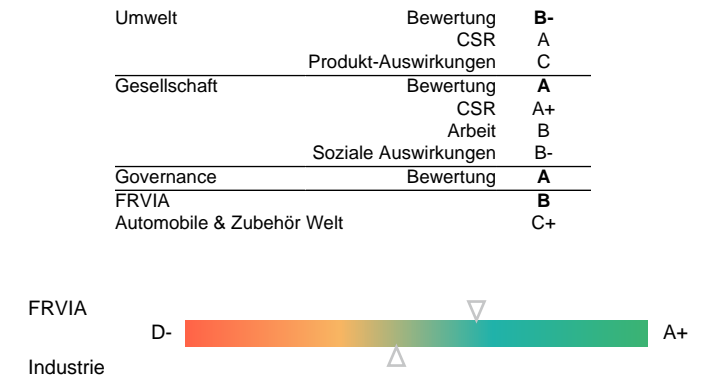 Umwelt Bewertung B-
CSR A
Produkt-Auswirkungen C
Gesellschaft Bewertung A
CSR A+
Arbeit B
Soziale Auswirkungen B-
Governance Bewertung A
FRVIA B
Automobile & Zubehör Welt C+
FRVIA
D- A+
Industrie